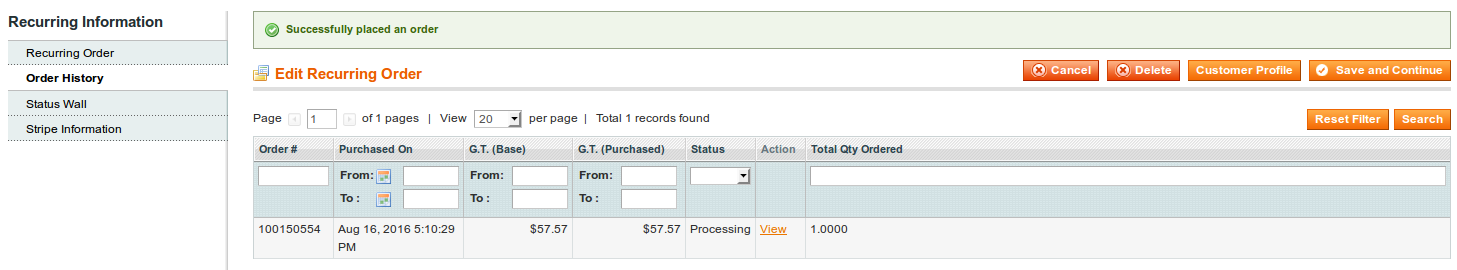 Recurring Information
Recurring Order
Order History
Status Wall
Stripe Information
Successfully placed an order
Edit Recurring Order
Cancel Delete Customer Profile Save and Continue
Page 1 of 1 pages | View 20 per page | Total 1 records found
Reset Filter Search
Order # Purchased On G.T. (Base) G.T. (Purchased) Status Action Total Qty Ordered
From: From: From:
To : To : To :
100150554 Aug 16, 2016 5:10:29 $57.57 $57.57 Processing View 1.0000
PM